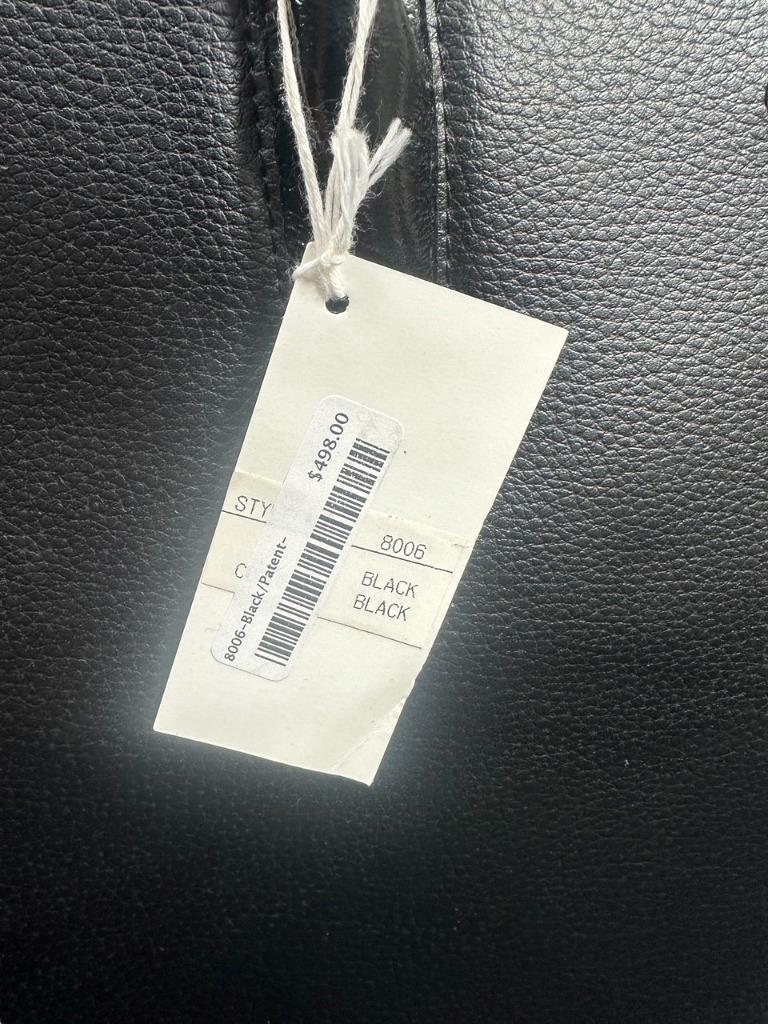 $498.00
8006-Black/Patent-
STY
8006
C
BLACK
BLACK